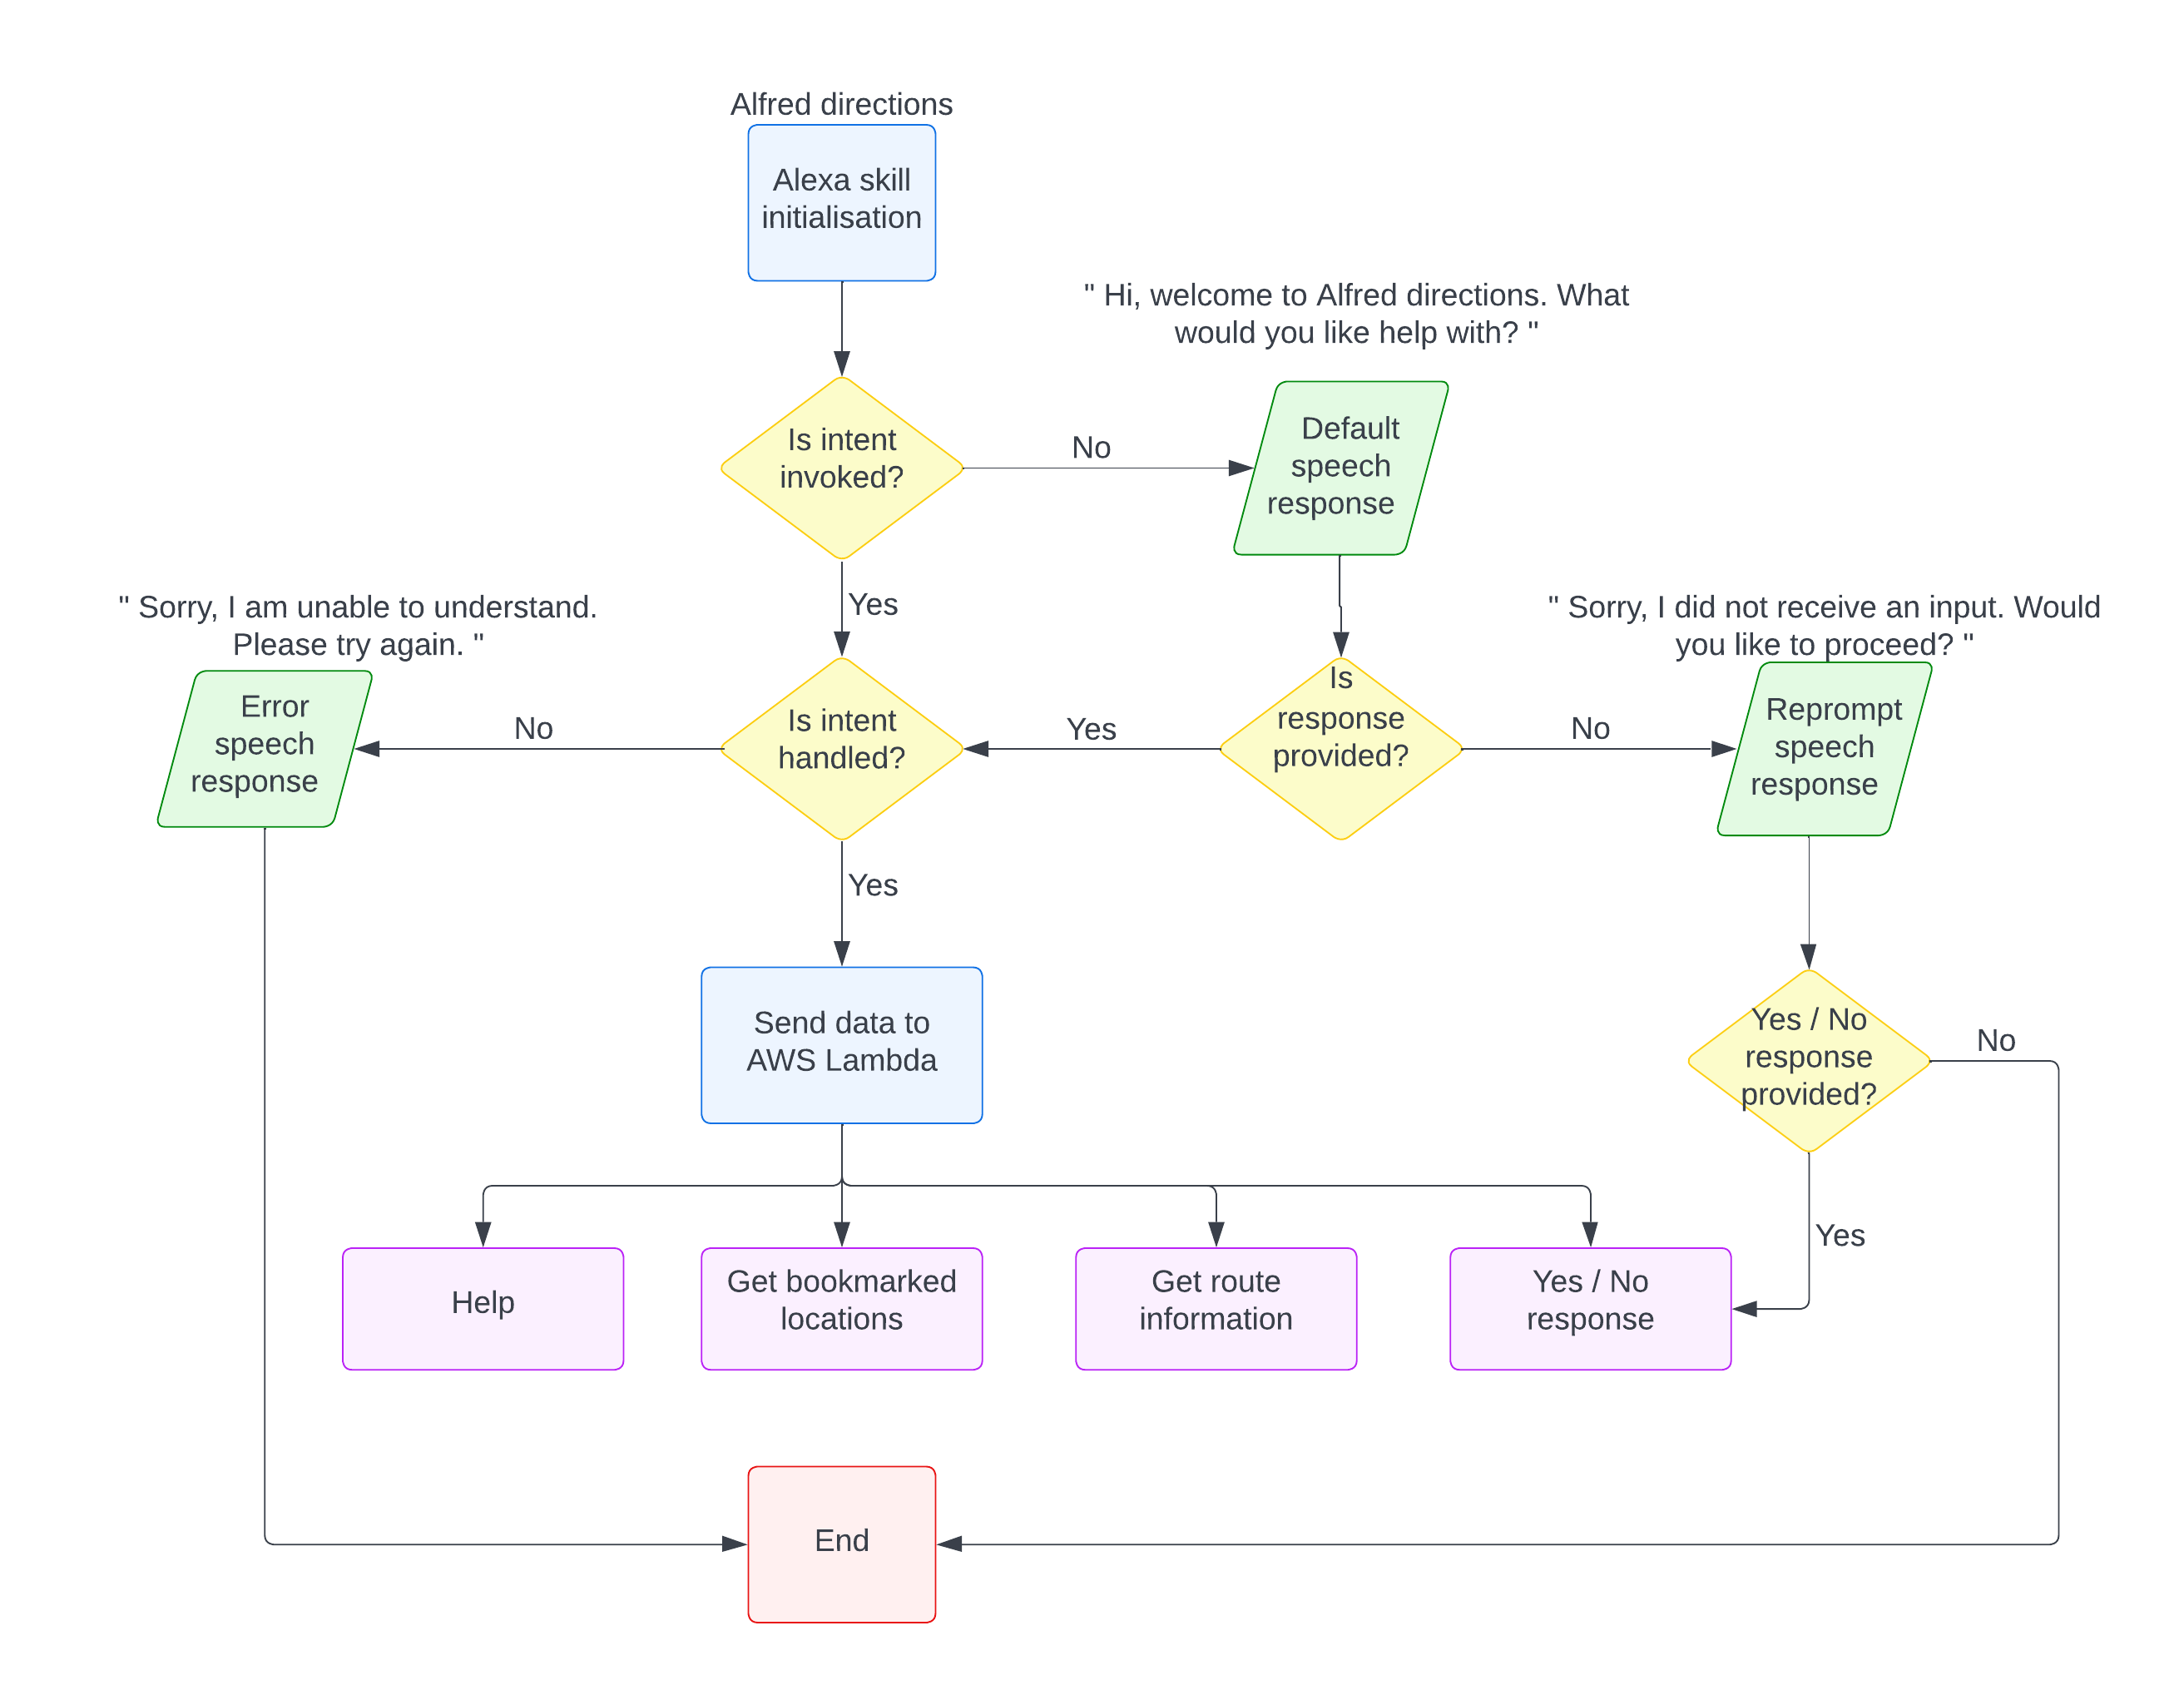 Alfred directions
Alexa skill
initialisation
" Hi, welcome to Alfred directions. What
would you like help with? "
Is intent
invoked?
No
Default
speech
response
Yes
" Sorry, I am unable to understand.
Please try again. "
" Sorry, I did not receive an input. Would
you like to proceed? "
Error
speech
response
No
Is intent
handled?
Yes
Is
response
provided?
No
Reprompt
speech
response
Yes
Send data to
AWS Lambda
Yes / No
response
provided?
No
Yes
Help
Get bookmarked
locations
Get route
information
Yes / No
response
End